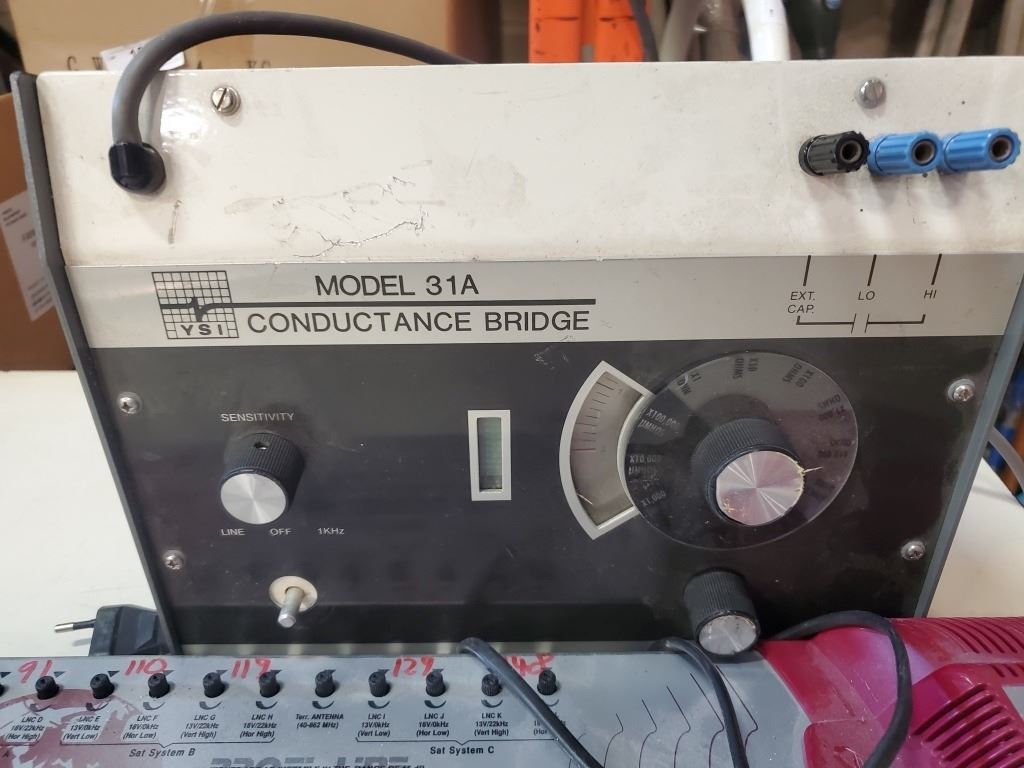 MODEL 31A
YSI
CONDUCTANCE BRIDGE
EXT. CAP.
LO
HI
SENSITIVITY
LINE OFF 1KHz
X10 OHMS
X100 OHMS
X100,000
X10,000
X1,000
91 110 119 129
LNC D
18V/22kHz
(Hor High)
LNC E
13V/0kHz
(Vert Low)
LNC F
18V/0kHz
(Hor Low)
LNC G
13V/22kHz
(Vert High)
LNC H
18V/22kHz
(Hor High)
Terr. ANTENNA
(40-862 MHz)
LNC I
13V/0kHz
(Vert Low)
LNC J
18V/0kHz
(Hor Low)
LNC K
13V/22kHz
(Vert High)
Sat System B
Sat System C